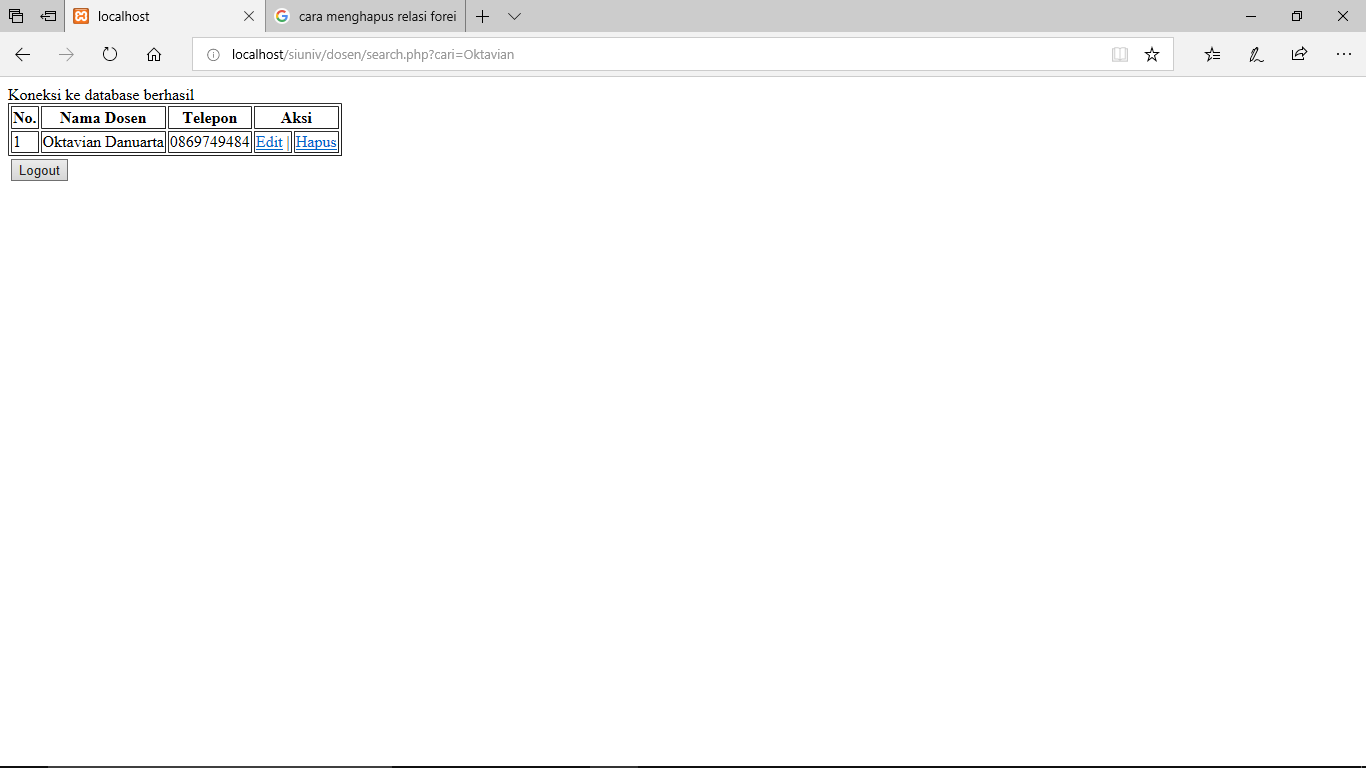 localhost
cara menghapus relasi forei
localhost/siuniv/dosen/search.php?cari=Oktavian
Koneksi ke database berhasil
No. Nama Dosen Telepon Aksi
1 Oktavian Danuarta 0869749484 Edit | Hapus
Logout